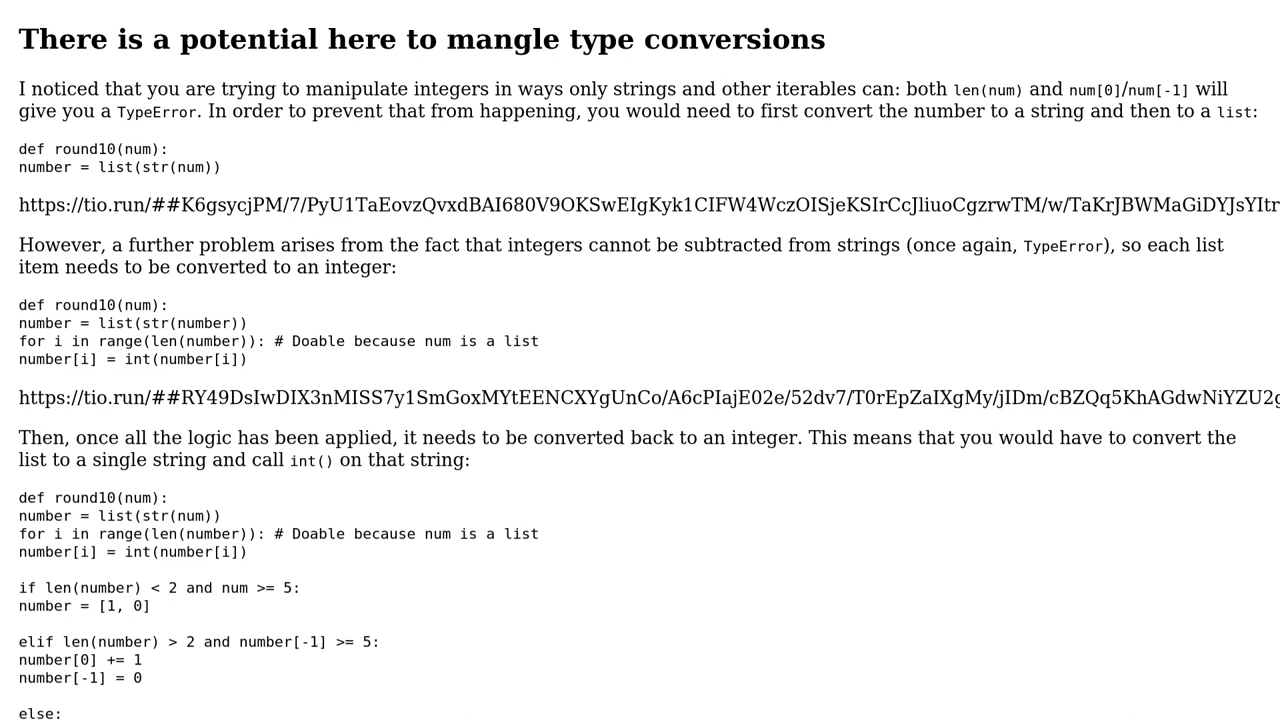 There is a potential here to mangle type conversions
I noticed that you are trying to manipulate integers in ways only strings and other iterables can: both len(num) and num[0]/num[-1] will
give you a TypeError. In order to prevent that from happening, you would need to first convert the number to a string and then to a list:
def round10(num):
number = list(str(num))
https://tio.run/##K6gsycjPM/7/PyU1TaEovzQvxdBAI680V9OKSwEIgKyk1CIFW4WczOISjeKSIrCcJliuoCgzrwTM/w/TaKrJBWMaGiDYJsYItr
However, a further problem arises from the fact that integers cannot be subtracted from strings (once again, TypeError), so each list
item needs to be converted to an integer:
def round10(num):
number = list(str(number))
for i in range(len(number)): # Doable because num is a list
number[i] = int(number[i])
https://tio.run/##RY49DsIwDIX3nMISS7y1SmGoxMYtEENCXYgUnCo/A6cPIajE02e/52dv7/T0rEpZaIXgMy/jIDm/cBZQq5KhAGdwNiYZU2g
Then, once all the logic has been applied, it needs to be converted back to an integer. This means that you would have to convert the
list to a single string and call int() on that string:
def round10(num):
number = list(str(num))
for i in range(len(number)): # Doable because num is a list
number[i] = int(number[i])
if len(number) < 2 and num >= 5:
number = [1, 0]
elif len(number) > 2 and number[-1] >= 5:
number[0] += 1
number[-1] = 0
else: